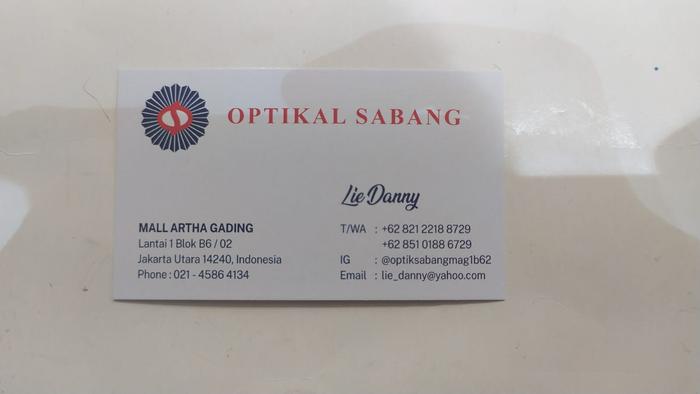 OPTIKAL SABANG
Lie Danny
MALL ARTHA GADING
Lantai 1 Blok B6 / 02
Jakarta Utara 14240, Indonesia
Phone : 021 - 4586 4134
T/WA : +62 821 2218 8729
+62 851 0188 6729
IG : @optiksabangmag1b62
Email : lie_danny@yahoo.com